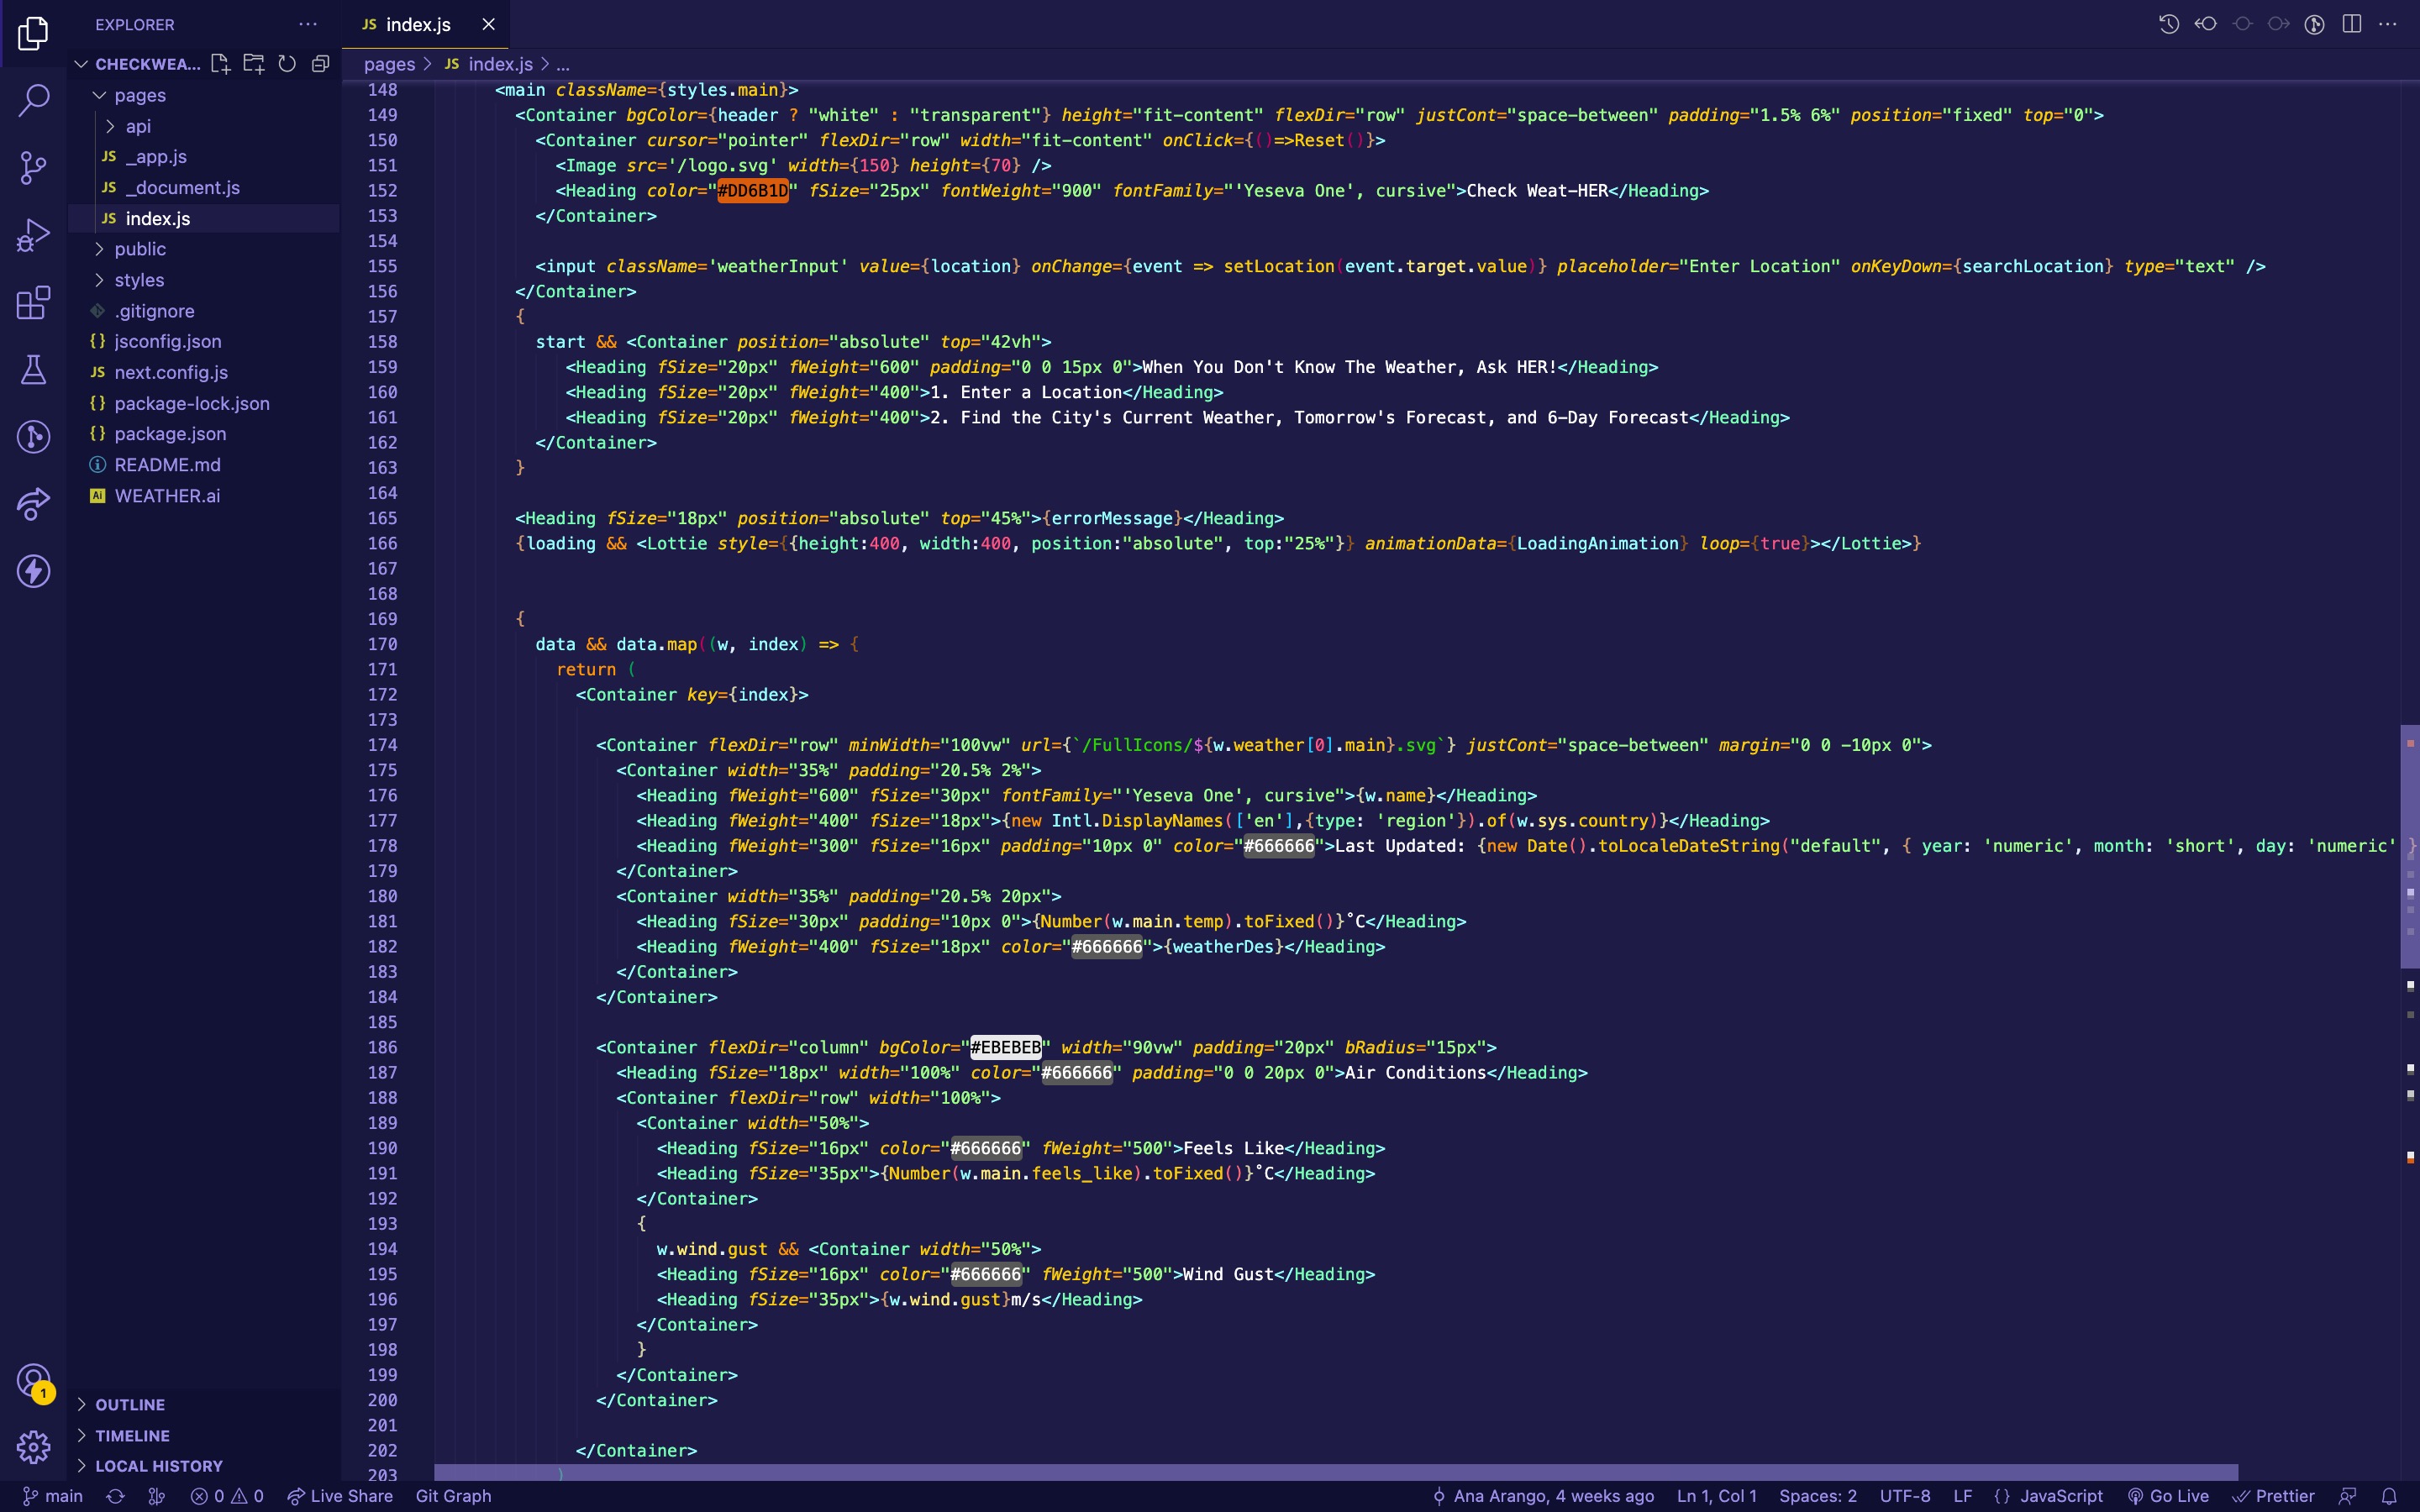 EXPLORER
CHECKWEA...
pages
api
JS _app.js
JS _document.js
JS index.js
public
styles
.gitignore
{} jsconfig.json
JS next.config.js
{} package-lock.json
{} package.json
README.md
Ai WEATHER.ai
OUTLINE
TIMELINE
LOCAL HISTORY
1
JS index.js
pages > JS index.js > ...
148 <main className={styles.main}>
149 <Container bgColor={header ? "white" : "transparent"} height="fit-content" flexDir="row" justCont="space-between" padding="1.5% 6%" position="fixed" top="0">
150 <Container cursor="pointer" flexDir="row" width="fit-content" onClick={()=>Reset()}>
151 <Image src='/logo.svg' width={150} height={70} />
152 <Heading color="#DD6B1D" fSize="25px" fontWeight="900" fontFamily="'Yeseva One', cursive">Check Weat-HER</Heading>
153 </Container>
154
155 <input className='weatherInput' value={location} onChange={event => setLocation(event.target.value)} placeholder="Enter Location" onKeyDown={searchLocation} type="text" />
156 </Container>
157 {
158 start && <Container position="absolute" top="42vh">
159 <Heading fSize="20px" fWeight="600" padding="0 0 15px 0">When You Don't Know The Weather, Ask HER!</Heading>
160 <Heading fSize="20px" fWeight="400">1. Enter a Location</Heading>
161 <Heading fSize="20px" fWeight="400">2. Find the City's Current Weather, Tomorrow's Forecast, and 6-Day Forecast</Heading>
162 </Container>
163 }
164
165 <Heading fSize="18px" position="absolute" top="45%">{errorMessage}</Heading>
166 {loading && <Lottie style={{height:400, width:400, position:"absolute", top:"25%"}} animationData={LoadingAnimation} loop={true}></Lottie>}
167
168
169 {
170 data && data.map((w, index) => {
171 return (
172 <Container key={index}>
173
174 <Container flexDir="row" minWidth="100vw" url={`/FullIcons/${w.weather[0].main}.svg`} justCont="space-between" margin="0 0 -10px 0">
175 <Container width="35%" padding="20.5% 2%">
176 <Heading fWeight="600" fSize="30px" fontFamily="'Yeseva One', cursive">{w.name}</Heading>
177 <Heading fWeight="400" fSize="18px">{new Intl.DisplayNames(['en'],{type: 'region'}).of(w.sys.country)}</Heading>
178 <Heading fWeight="300" fSize="16px" padding="10px 0" color="#666666">Last Updated: {new Date().toLocaleDateString("default", { year: 'numeric', month: 'short', day: 'numeric' }
179 </Container>
180 <Container width="35%" padding="20.5% 20px">
181 <Heading fSize="30px" padding="10px 0">{Number(w.main.temp).toFixed()}°C</Heading>
182 <Heading fWeight="400" fSize="18px" color="#666666">{weatherDes}</Heading>
183 </Container>
184 </Container>
185
186 <Container flexDir="column" bgColor="#EBEBEB" width="90vw" padding="20px" bRadius="15px">
187 <Heading fSize="18px" width="100%" color="#666666" padding="0 0 20px 0">Air Conditions</Heading>
188 <Container flexDir="row" width="100%">
189 <Container width="50%">
190 <Heading fSize="16px" color="#666666" fWeight="500">Feels Like</Heading>
191 <Heading fSize="35px">{Number(w.main.feels_like).toFixed()}°C</Heading>
192 </Container>
193 {
194 w.wind.gust && <Container width="50%">
195 <Heading fSize="16px" color="#666666" fWeight="500">Wind Gust</Heading>
196 <Heading fSize="35px">{w.wind.gust}m/s</Heading>
197 </Container>
198 }
199 </Container>
200 </Container>
201
202 </Container>
203 )
main 0 0 Live Share Git Graph Ana Arango, 4 weeks ago Ln 1, Col 1 Spaces: 2 UTF-8 LF {} JavaScript Go Live Prettier